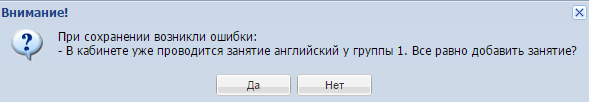 Внимание!
При сохранении возникли ошибки:
- В кабинете уже проводится занятие английский у группы 1. Все равно добавить занятие?
Да Нет